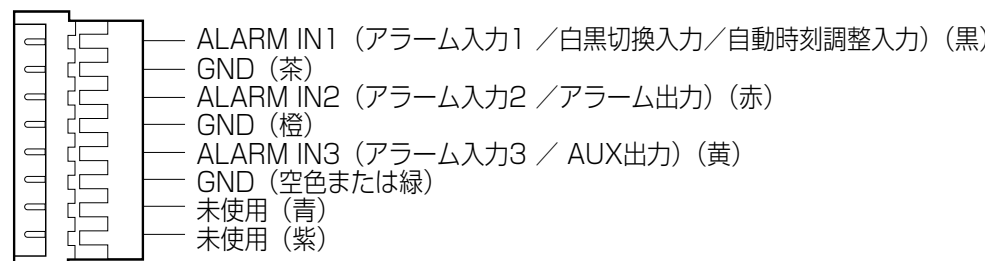 ALARM IN1（アラーム入力1 ／白黒切換入力／自動時刻調整入力）（黒）
GND（茶）
ALARM IN2（アラーム入力2 ／アラーム出力）（赤）
GND（橙）
ALARM IN3（アラーム入力3 ／ AUX出力）（黄）
GND（空色または緑）
未使用（青）
未使用（紫）